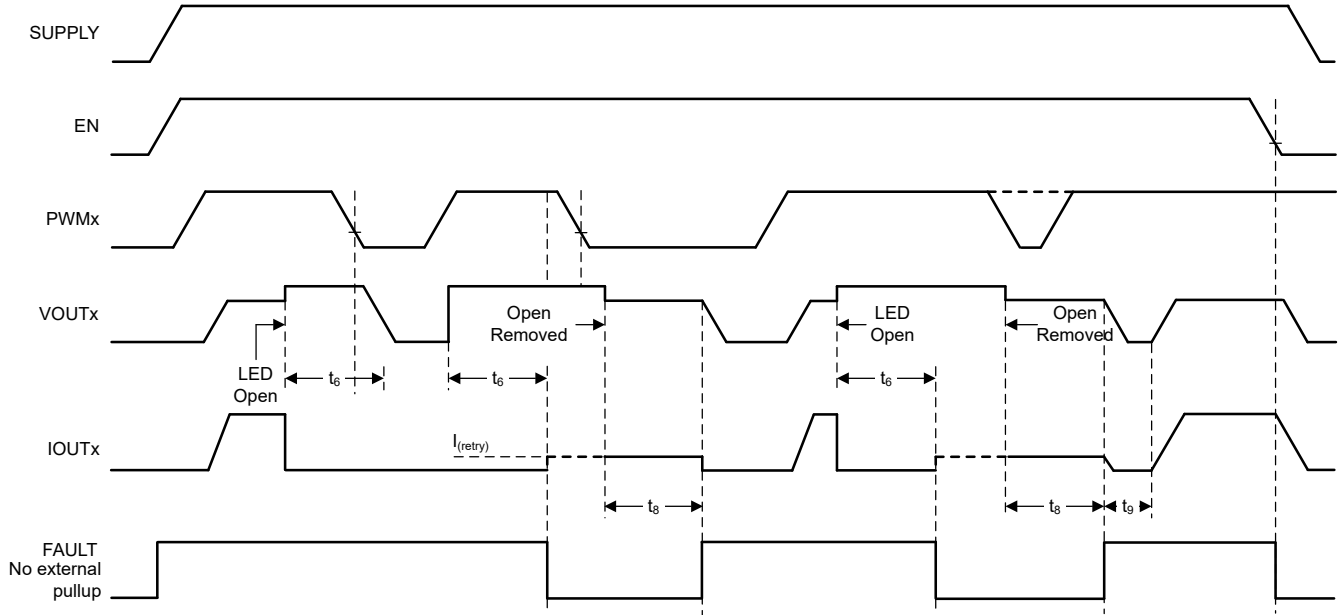 SUPPLY
EN
PWMx
VOUTx
LED
Open
t6
t6
Open
Removed
LED
Open
t6
Open
Removed
IOUTx
I(retry)
t8
t8
t9
FAULT
No external
pullup